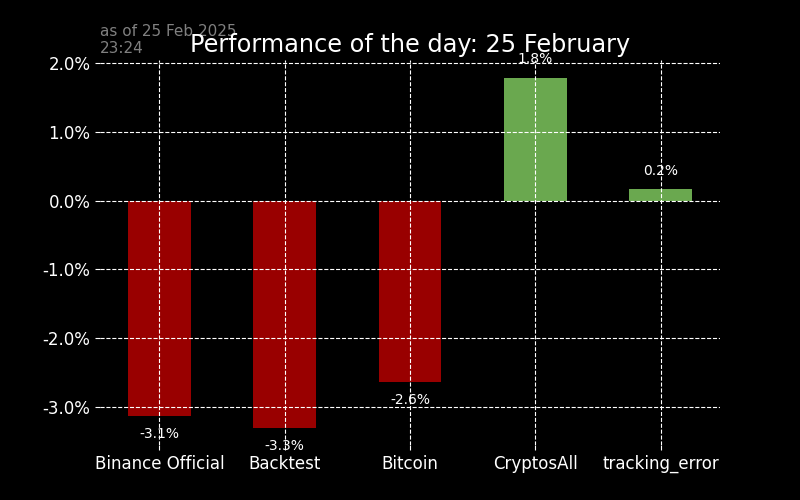 as of 25 Feb 2025
23:24
Performance of the day: 25 February
2.0%
1.0%
0.0%
-1.0%
-2.0%
-3.0%
1.8%
0.2%
-2.6%
-3.1%
-3.3%
Binance Official
Backtest
Bitcoin
CryptosAll
tracking_error